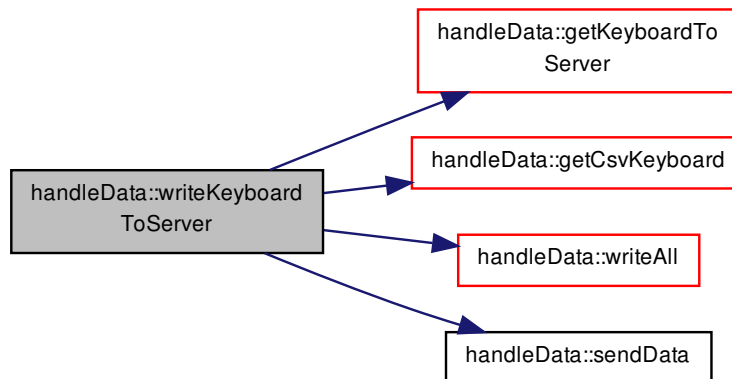 handleData::getKeyboardTo
Server
handleData::getCsvKeyboard
handleData::writeKeyboard
ToServer
handleData::writeAll
handleData::sendData